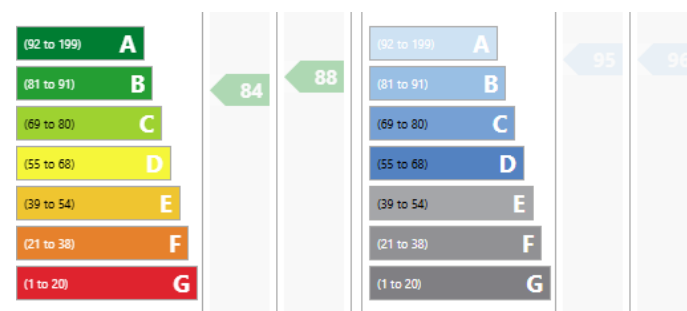 (92 to 199) A
(81 to 91) B
(69 to 80) C
(55 to 68) D
(39 to 54) E
(21 to 38) F
(1 to 20) G
84
88
(92 to 199) A
(81 to 91) B
(69 to 80) C
(55 to 68) D
(39 to 54) E
(21 to 38) F
(1 to 20) G
95
96